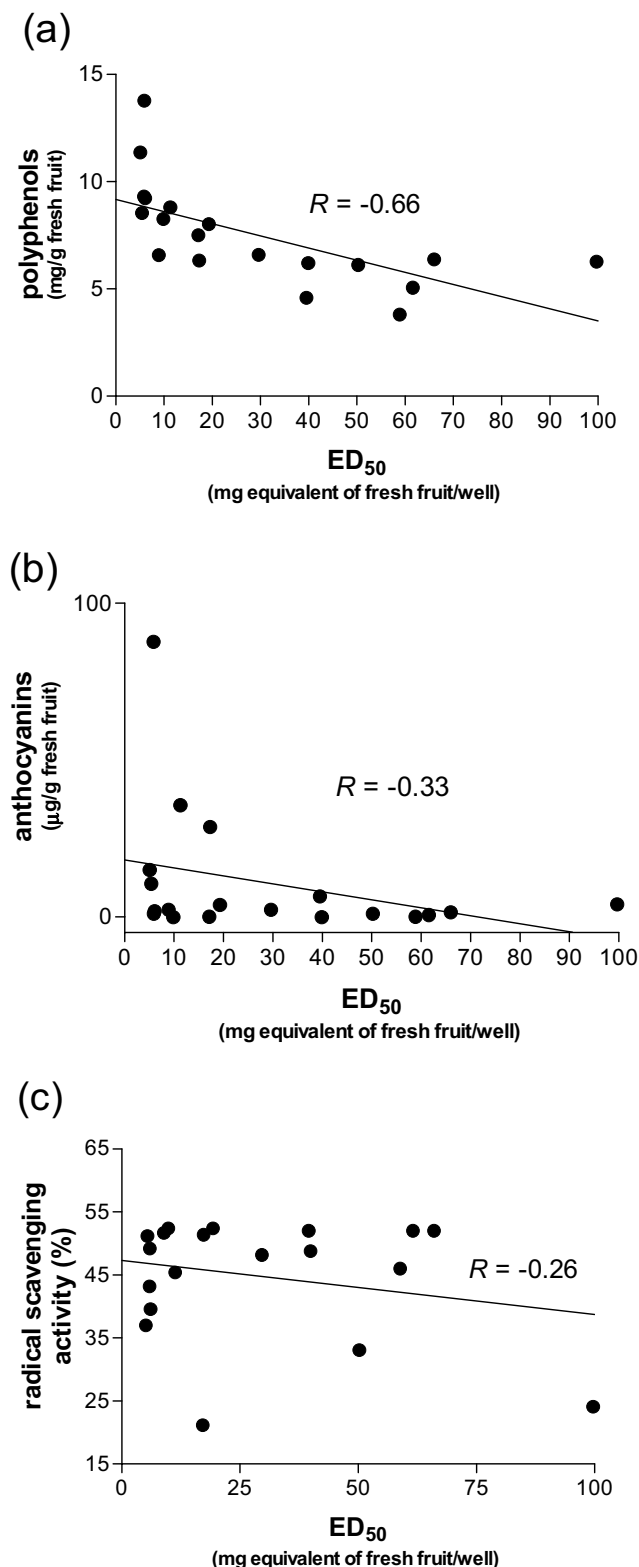 (a)
15
10
5
0
polyphenols
(mg/g fresh fruit)
R = -0.66
0 10 20 30 40 50 60 70 80 90 100
ED50
(mg equivalent of fresh fruit/well)
(b)
100
0
anthocyanins
(μg/g fresh fruit)
R = -0.33
0 10 20 30 40 50 60 70 80 90 100
ED50
(mg equivalent of fresh fruit/well)
(c)
65
55
45
35
25
15
radical scavenging
activity (%)
R = -0.26
0 25 50 75 100
ED50
(mg equivalent of fresh fruit/well)